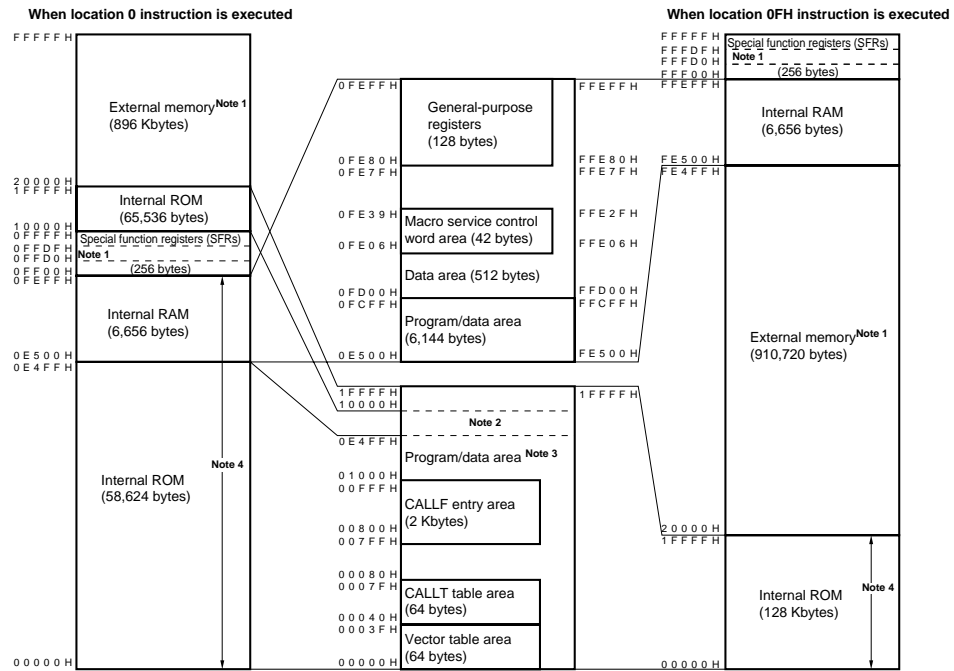 When location 0 instruction is executed
FFFFFH
External memory Note 1
(896 Kbytes)
20000H
1FFFFH
Internal ROM
(65,536 bytes)
10000H
0FFFFH
Special function registers (SFRs)
0FFDFH
0FFD0H
Note 1
0FF00H
(256 bytes)
0FEFFH
Internal RAM
(6,656 bytes)
0E500H
0E4FFH
Internal ROM
(58,624 bytes)
Note 4
00000H
0FEFFH
General-purpose
registers
(128 bytes)
FFEFFH
0FE80H
0FE7FH
FFE80H
FFE7FH
0FE39H
Macro service control
word area (42 bytes)
FFE2FH
0FE06H
FFE06H
Data area (512 bytes)
0FD00H
0FCFFH
FFD00H
FFCFFH
Program/data area
(6,144 bytes)
0E500H
FE500H
1FFFFH
10000H
1FFFFH
Note 2
0E4FFH
Program/data area Note 3
01000H
00FFFH
CALLF entry area
(2 Kbytes)
00800H
007FFH
00080H
0007FH
CALLT table area
(64 bytes)
00040H
0003FH
Vector table area
(64 bytes)
00000H
When location 0FH instruction is executed
FFFFFH
Special function registers (SFRs)
FFFDFH
FFFD0H
Note 1
FFF00H
(256 bytes)
FFEFFH
Internal RAM
(6,656 bytes)
FE500H
FE4FFH
External memory Note 1
(910,720 bytes)
20000H
1FFFFH
Internal ROM
(128 Kbytes)
Note 4
00000H